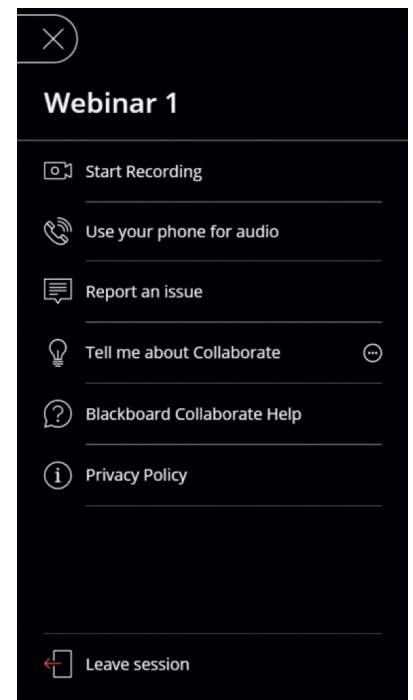 Webinar 1
Start Recording
Use your phone for audio
Report an issue
Tell me about Collaborate
Blackboard Collaborate Help
Privacy Policy
Leave session